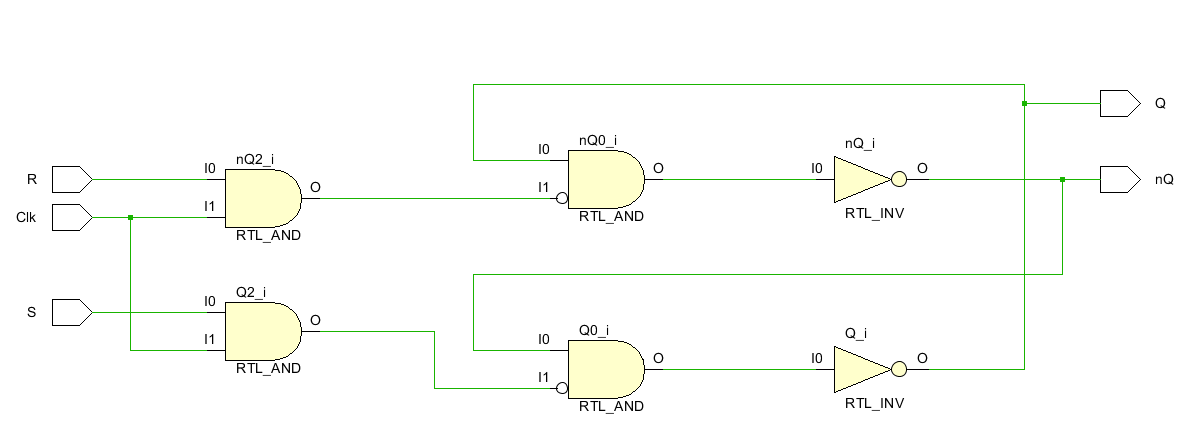 Q
nQ0_i
nQ_i
I0
O
I0
O
nQ
I1
RTL_AND
RTL_INV
nQ2_i
R
I0
O
Clk
I1
RTL_AND
Q2_i
S
I0
O
I1
RTL_AND
Q0_i
Q_i
I0
O
I0
O
I1
RTL_AND
RTL_INV